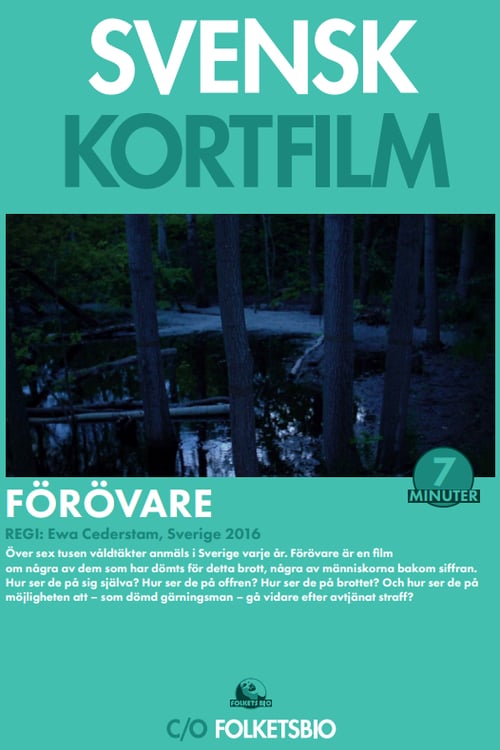 SVENSK
KORTFILM
7
MINUTER
FÖRÖVARE
REGI: Ewa Cederstam, Sverige 2016
Över sex tusen våldtäkter anmäls i Sverige varje år. Förövare är en film
om några av dem som har dömts för detta brott, några av människorna bakom siffran.
Hur ser de på sig själva? Hur ser de på offren? Hur ser de på brottet? Och hur ser de på
möjligheten att – som dömd gärningsman – gå vidare efter avtjänat straff?
FOLKETS BIO
C/O FOLKETSBIO